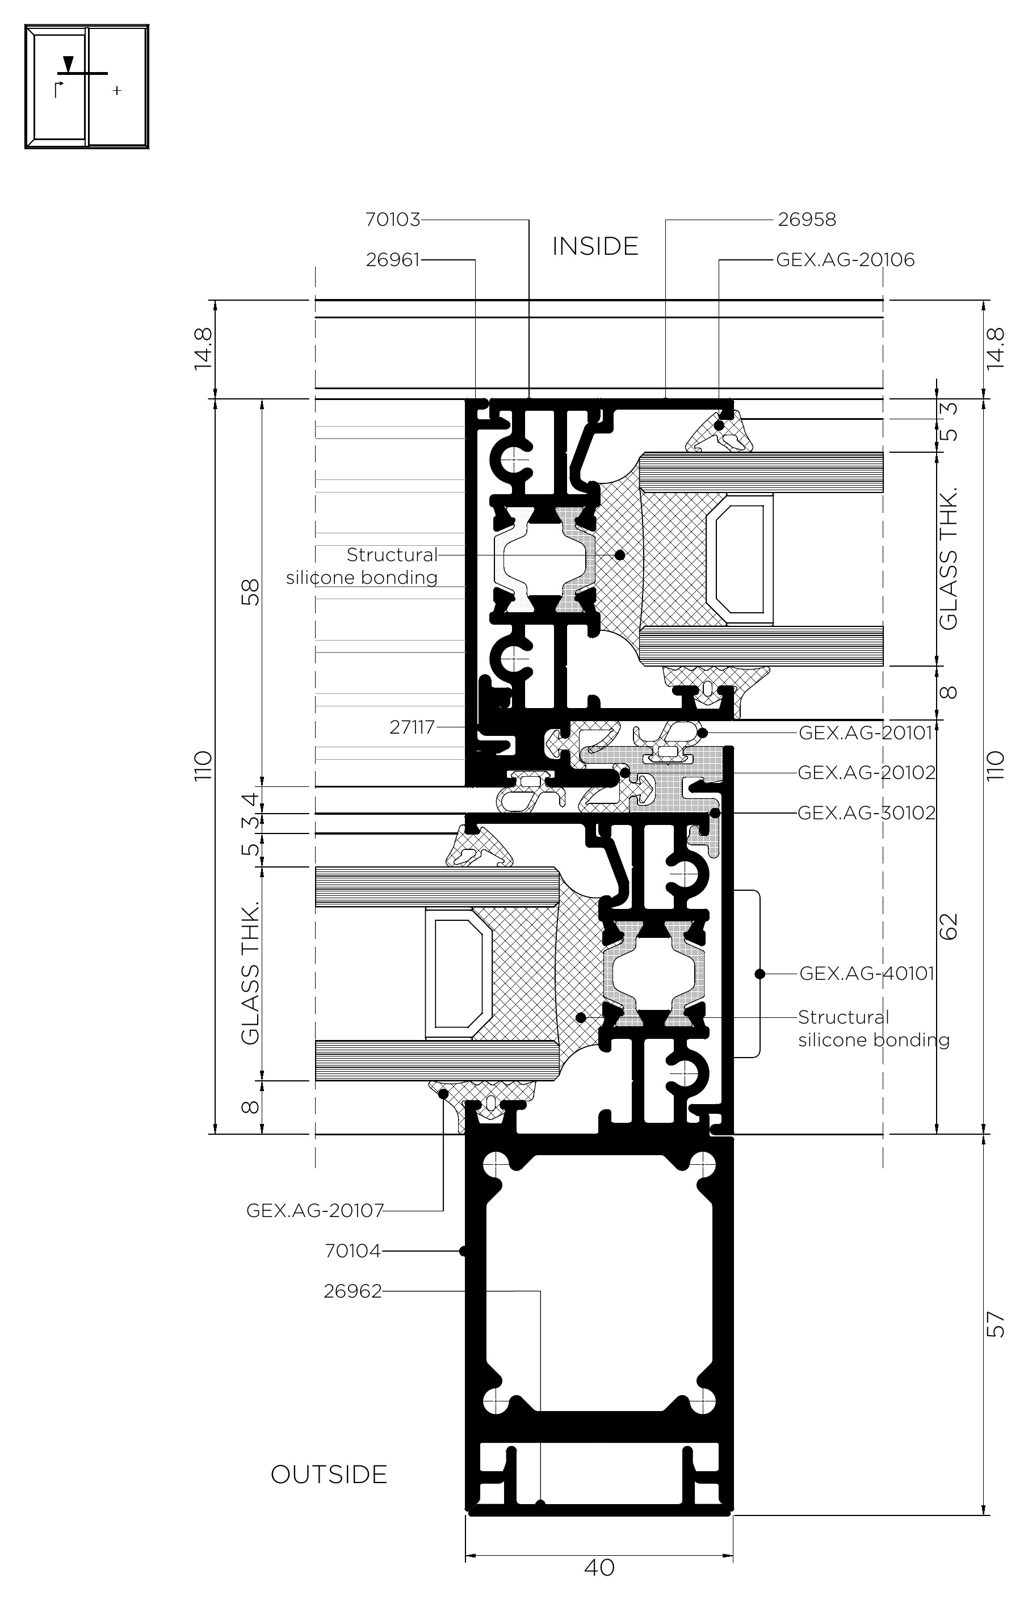 70103
26958
INSIDE
26961
GEX.AG-20106
14.8
14.8
3
5
GLASS THK.
58
Structural
silicone bonding
8
27117
GEX.AG-20101
110
110
GEX.AG-20102
4
3
GEX.AG-30102
5
GLASS THK.
62
GEX.AG-40101
Structural
silicone bonding
8
GEX.AG-20107
70104
26962
57
OUTSIDE
40